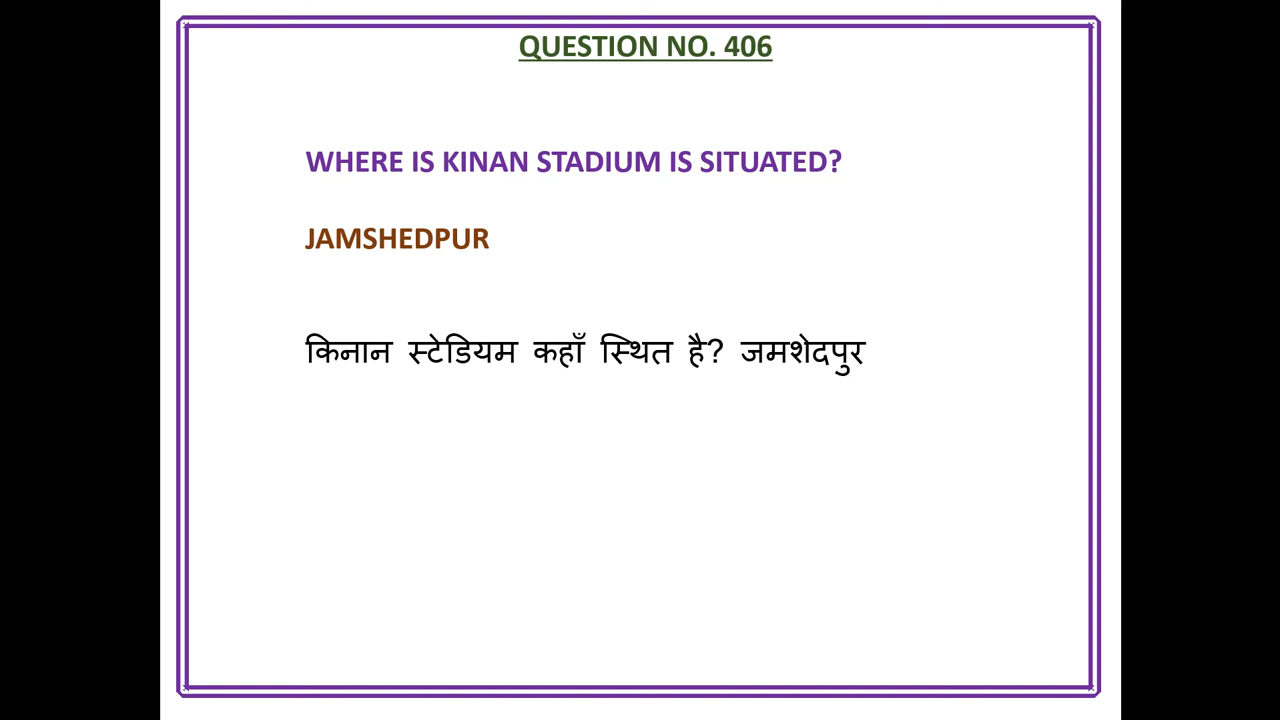 QUESTION NO. 406
WHERE IS KINAN STADIUM IS SITUATED?
JAMSHEDPUR
किनान स्टेडियम कहाँ स्थित है? जमशेदपुर